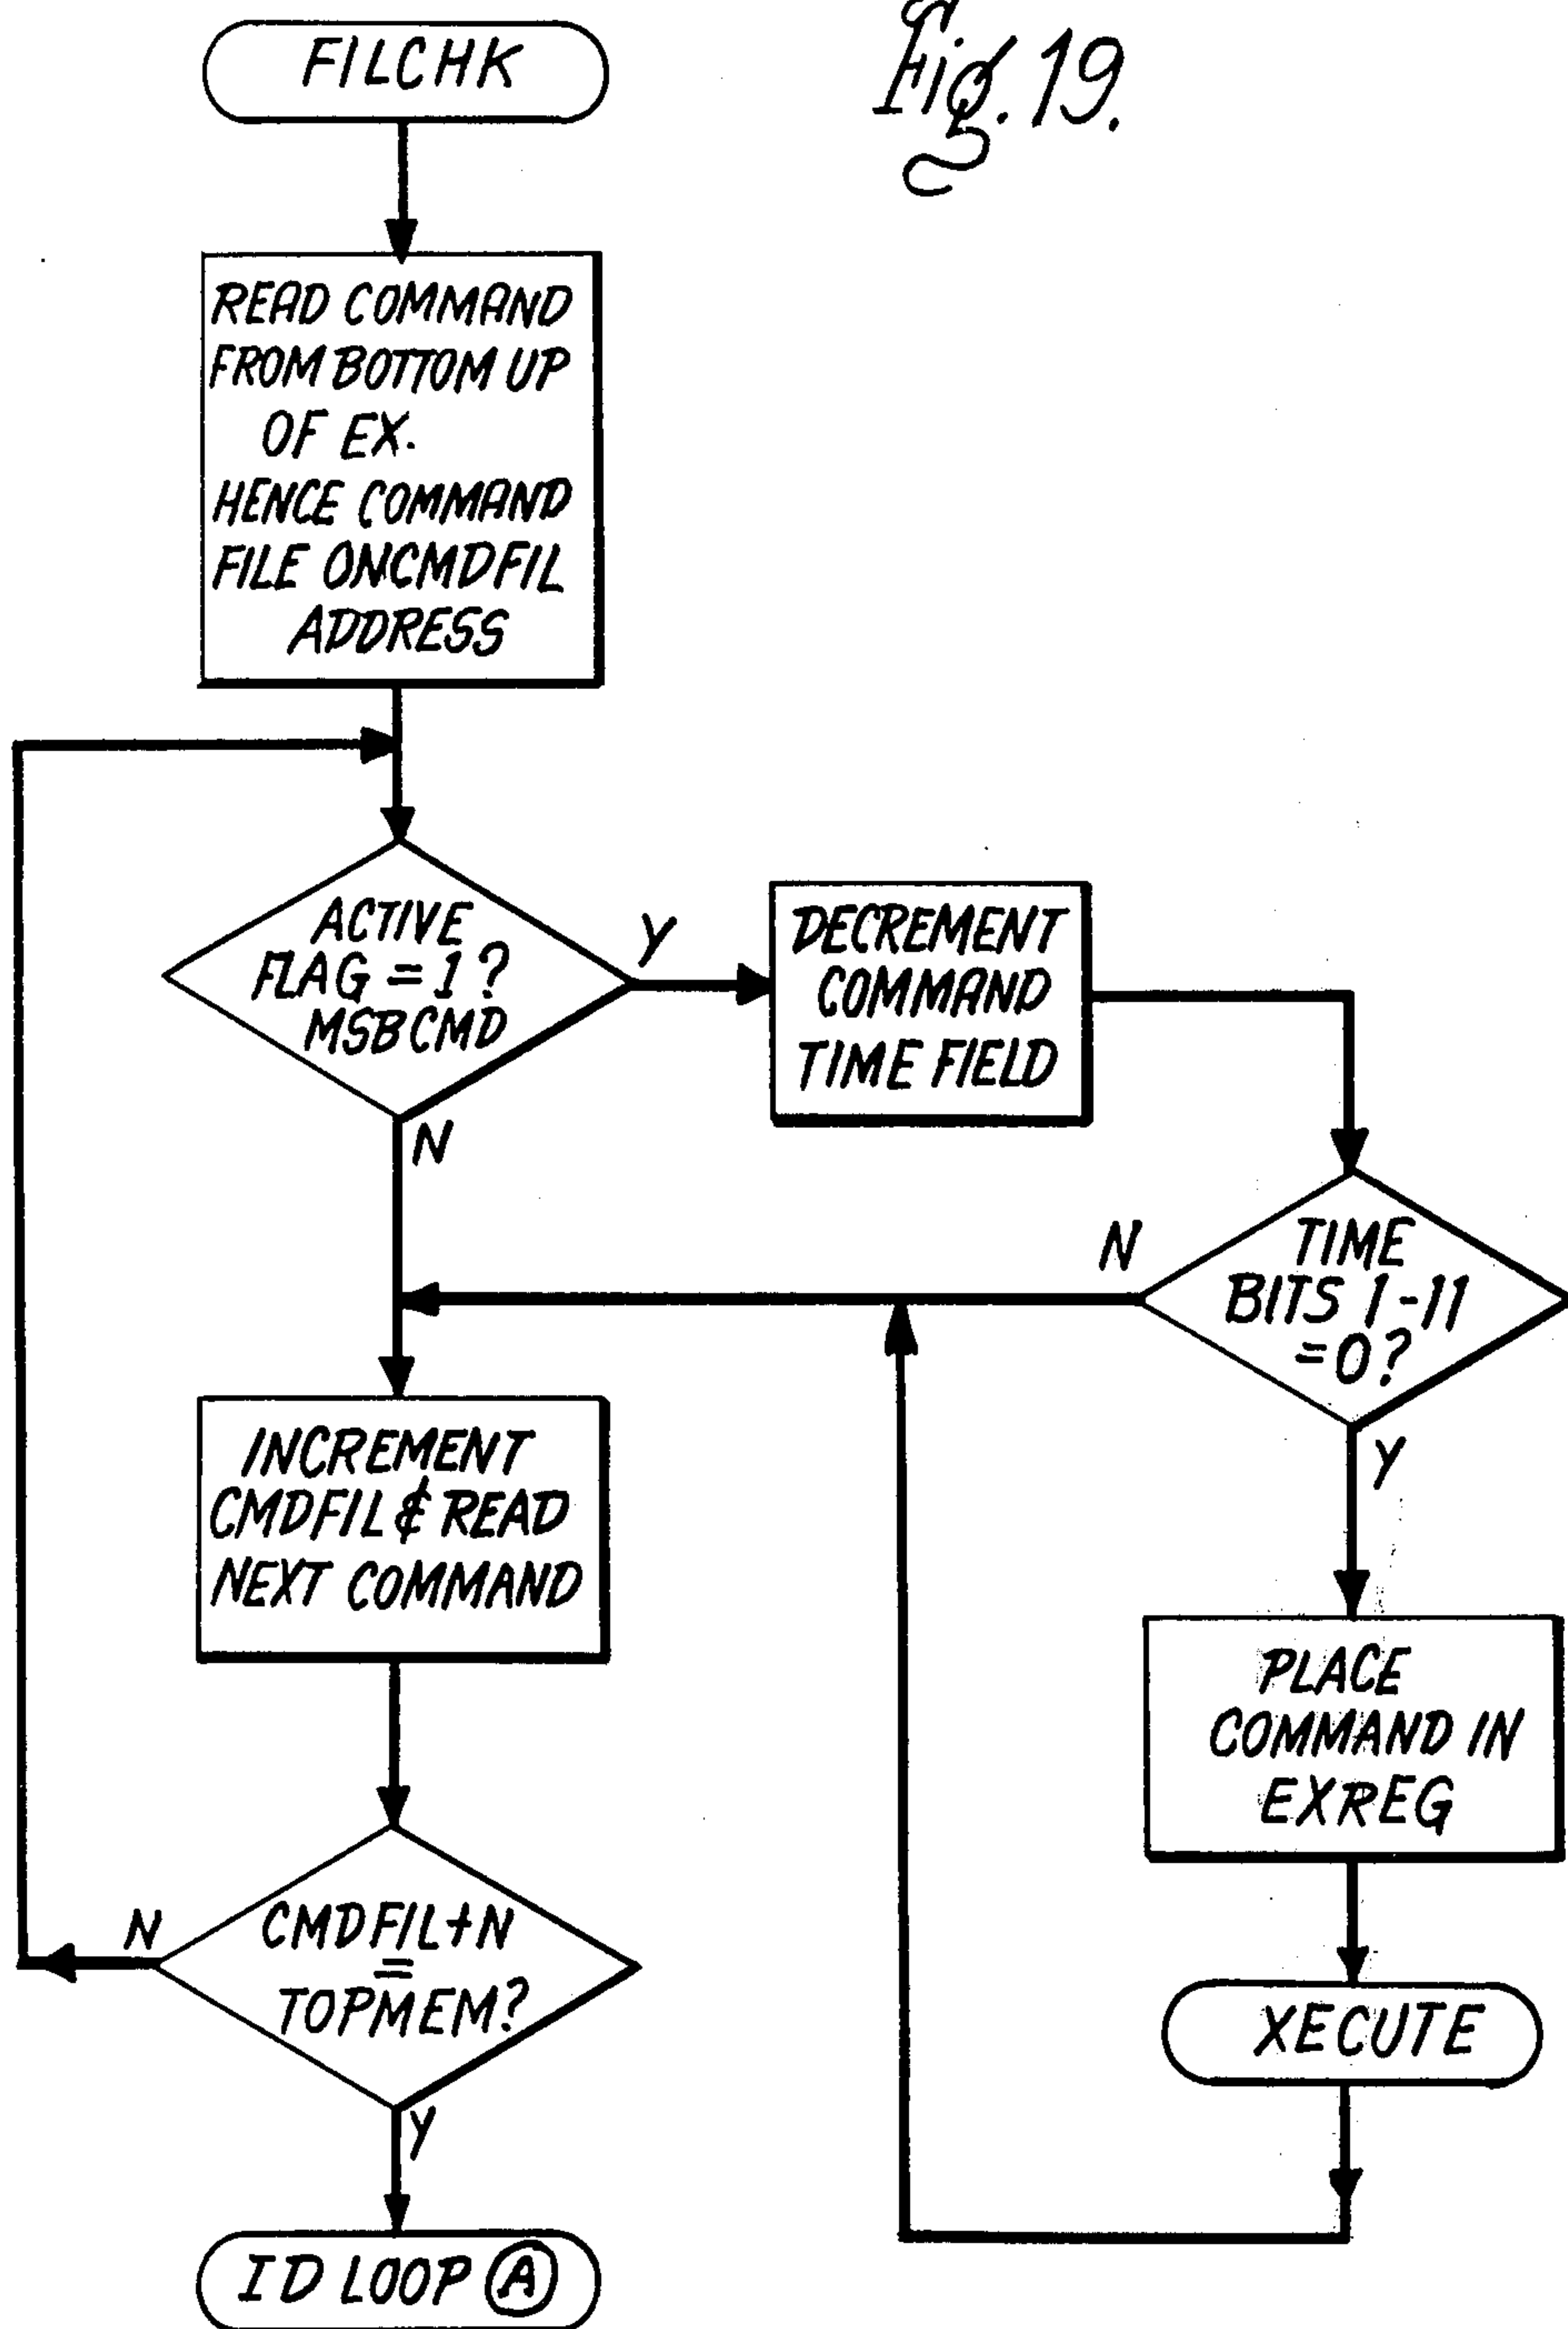 FILCHK
Fig. 19.
READ COMMAND
FROM BOTTOM UP
OF EX.
HENCE COMMAND
FILE ONCMDFIL
ADDRESS
ACTIVE
FLAG = 1 ?
MSBCMD
Y
N
DECREMENT
COMMAND
TIME FIELD
TIME
BITS 1-11
=0?
N
Y
INCREMENT
CMDFIL & READ
NEXT COMMAND
PLACE
COMMAND IN
EXREG
CMDFIL+N
=
TOPMEM?
N
Y
XECUTE
ID LOOP A